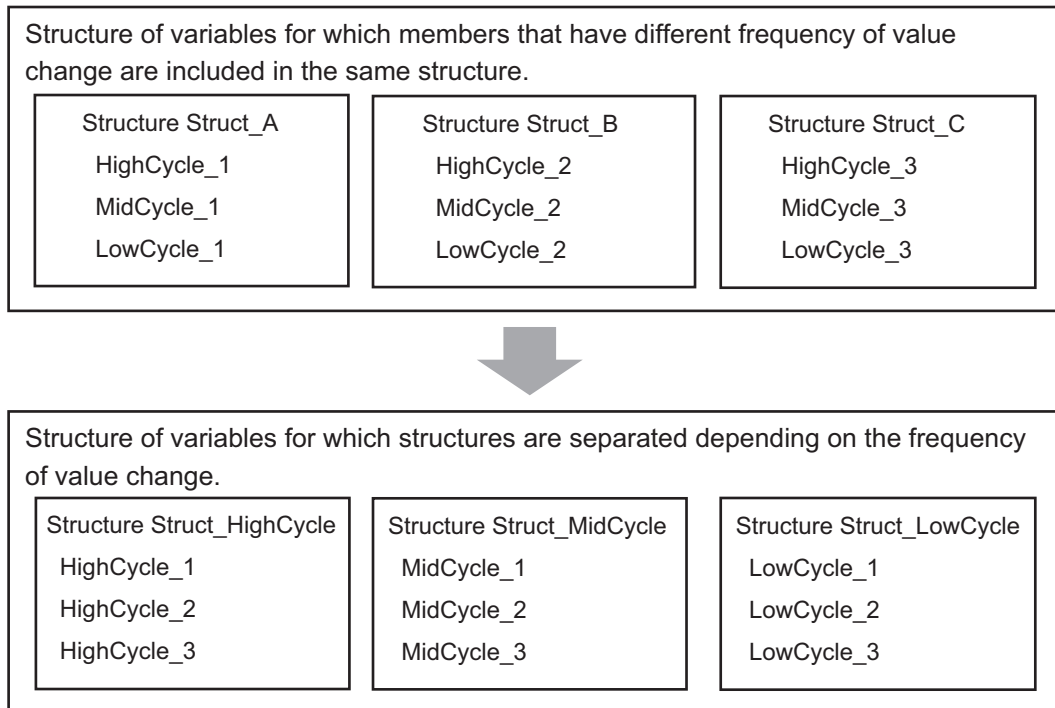 Structure of variables for which members that have different frequency of value
change are included in the same structure.
Structure Struct_A
HighCycle_1
MidCycle_1
LowCycle_1
Structure Struct_B
HighCycle_2
MidCycle_2
LowCycle_2
Structure Struct_C
HighCycle_3
MidCycle_3
LowCycle_3
Structure of variables for which structures are separated depending on the frequency
of value change.
Structure Struct_HighCycle
HighCycle_1
HighCycle_2
HighCycle_3
Structure Struct_MidCycle
MidCycle_1
MidCycle_2
MidCycle_3
Structure Struct_LowCycle
LowCycle_1
LowCycle_2
LowCycle_3